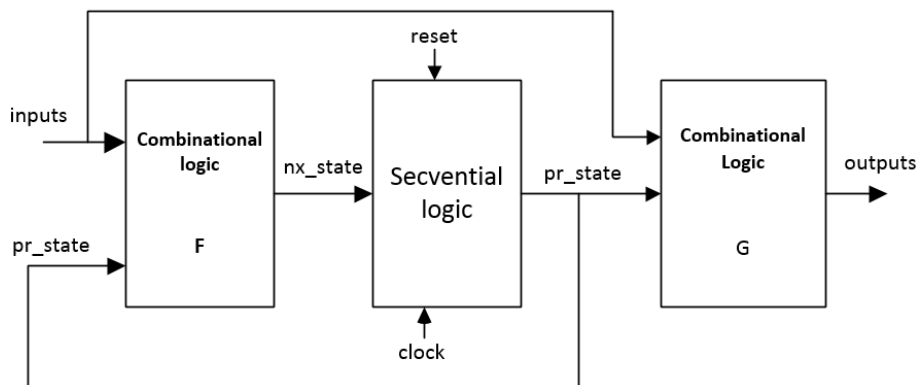 reset
inputs
Combinational
logic
F
nx_state
Secvential
logic
pr_state
Combinational
Logic
G
outputs
pr_state
clock